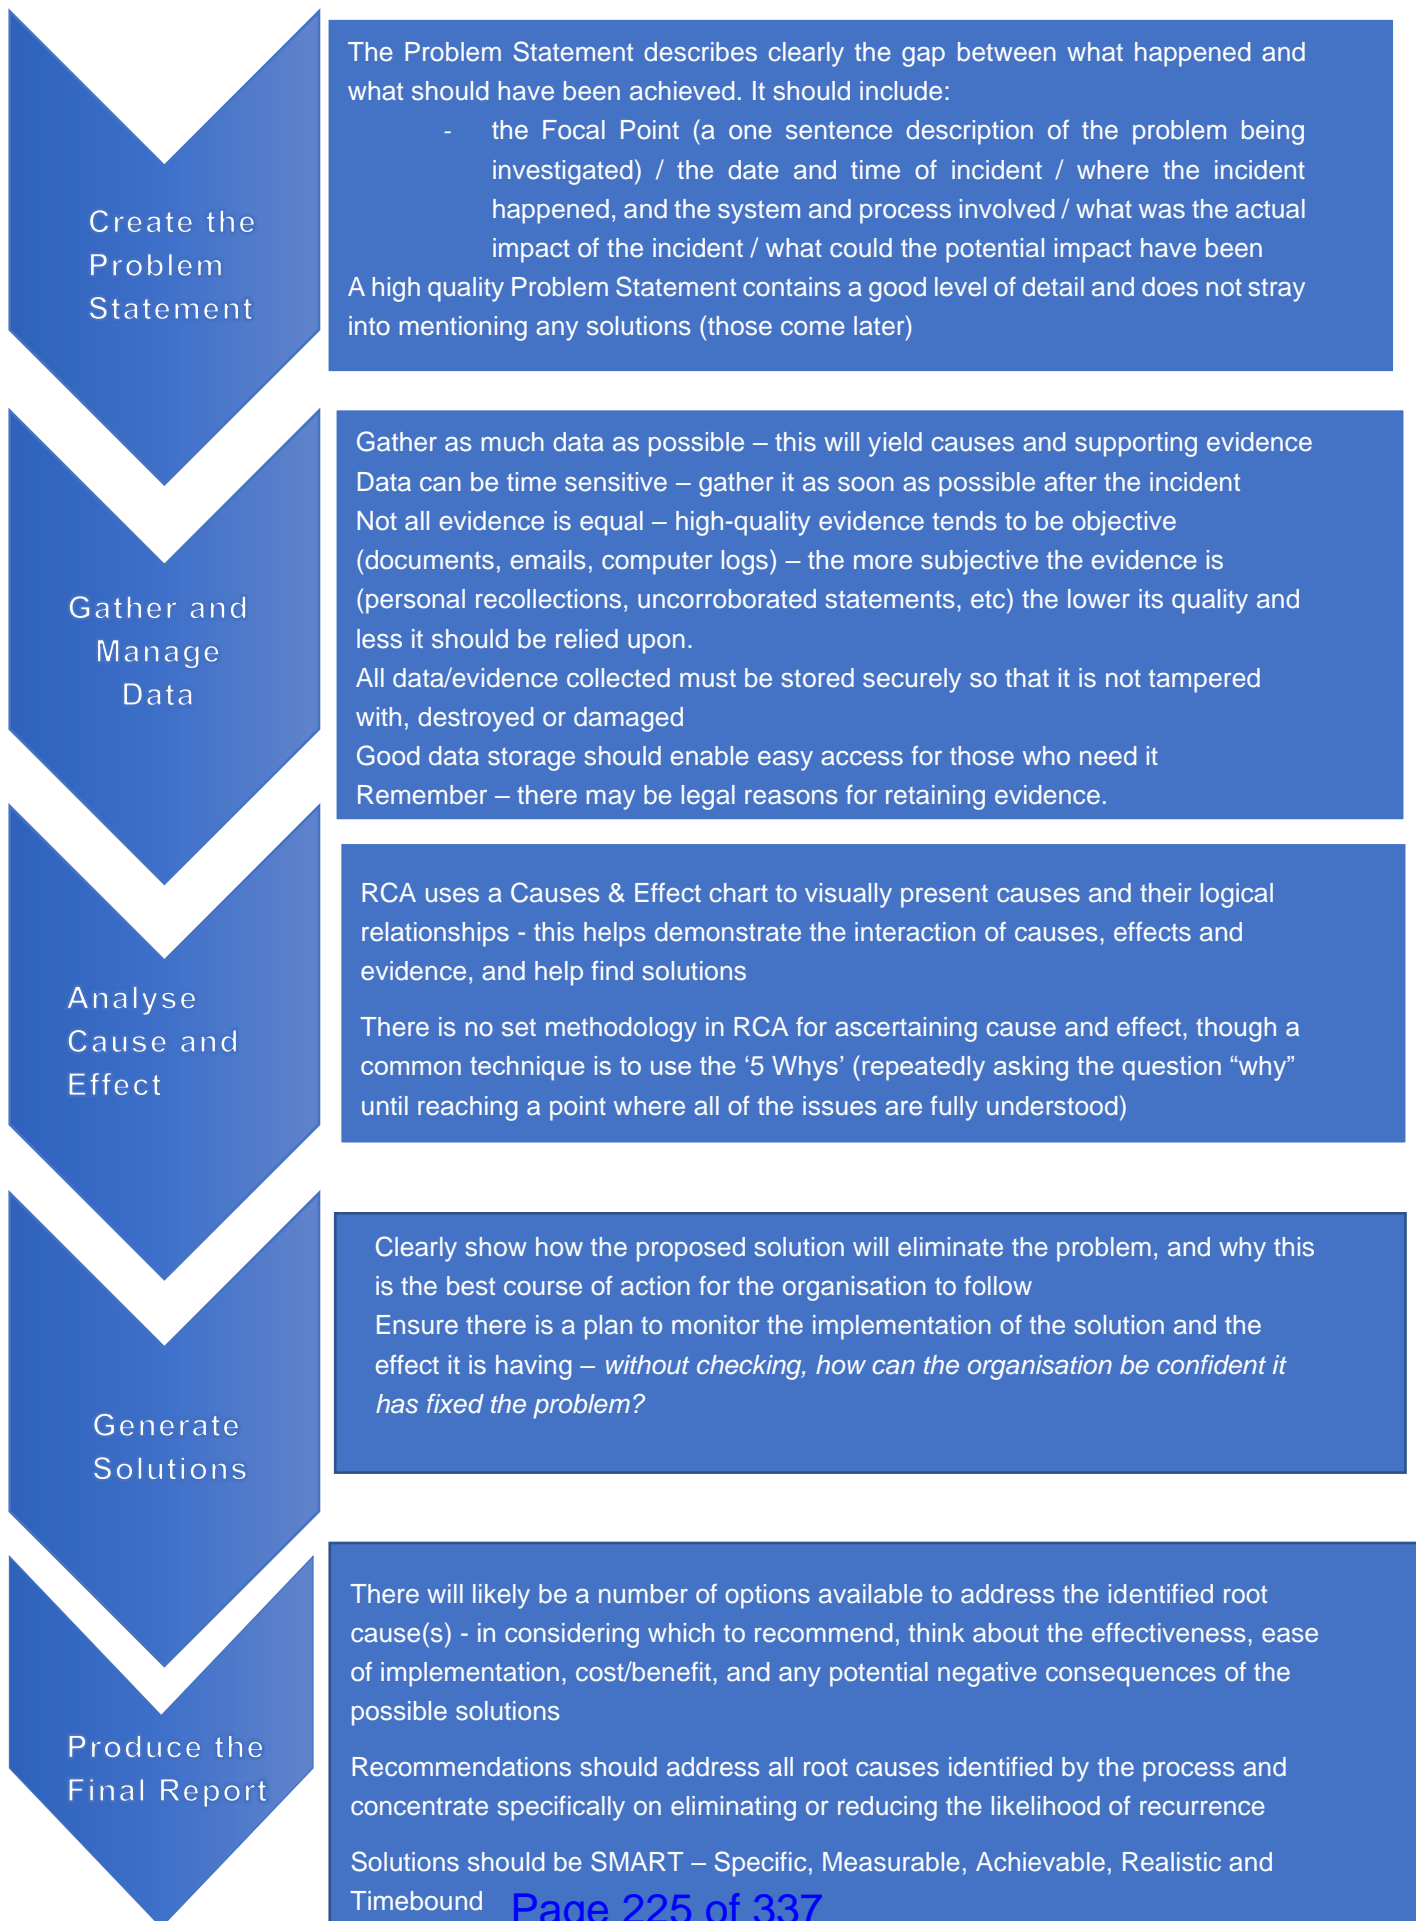 Create the
Problem
Statement
The Problem Statement describes clearly the gap between what happened and
what should have been achieved. It should include:
- the Focal Point (a one sentence description of the problem being
investigated) / the date and time of incident / where the incident
happened, and the system and process involved / what was the actual
impact of the incident / what could the potential impact have been
A high quality Problem Statement contains a good level of detail and does not stray
into mentioning any solutions (those come later)
Gather and
Manage
Data
Gather as much data as possible – this will yield causes and supporting evidence
Data can be time sensitive – gather it as soon as possible after the incident
Not all evidence is equal – high-quality evidence tends to be objective
(documents, emails, computer logs) – the more subjective the evidence is
(personal recollections, uncorroborated statements, etc) the lower its quality and
less it should be relied upon.
All data/evidence collected must be stored securely so that it is not tampered
with, destroyed or damaged
Good data storage should enable easy access for those who need it
Remember – there may be legal reasons for retaining evidence.
Analyse
Cause and
Effect
RCA uses a Causes & Effect chart to visually present causes and their logical
relationships - this helps demonstrate the interaction of causes, effects and
evidence, and help find solutions
There is no set methodology in RCA for ascertaining cause and effect, though a
common technique is to use the ‘5 Whys’ (repeatedly asking the question “why”
until reaching a point where all of the issues are fully understood)
Generate
Solutions
Clearly show how the proposed solution will eliminate the problem, and why this
is the best course of action for the organisation to follow
Ensure there is a plan to monitor the implementation of the solution and the
effect it is having – without checking, how can the organisation be confident it
has fixed the problem?
Produce the
Final Report
There will likely be a number of options available to address the identified root
cause(s) - in considering which to recommend, think about the effectiveness, ease
of implementation, cost/benefit, and any potential negative consequences of the
possible solutions
Recommendations should address all root causes identified by the process and
concentrate specifically on eliminating or reducing the likelihood of recurrence
Solutions should be SMART – Specific, Measurable, Achievable, Realistic and
Timebound
Page 225 of 337